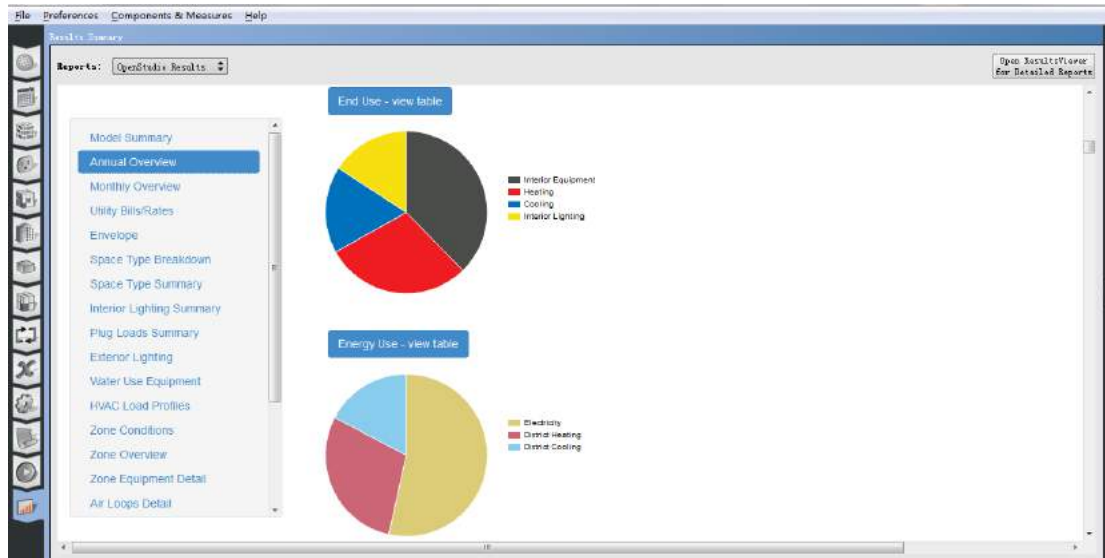 File Preferences Components & Measures Help
Results Summary
Reports: OpenStudio Results
Open ResultsViewer
for Detailed Reports
End Use - view table
Model Summary
Annual Overview
Monthly Overview
Utility Bills/Rates
Envelope
Space Type Breakdown
Space Type Summary
Interior Lighting Summary
Plug Loads Summary
Exterior Lighting
Water Use Equipment
HVAC Load Profiles
Zone Conditions
Zone Overview
Zone Equipment Detail
Air Loops Detail
Interior Equipment
Heating
Cooling
Interior Lighting
Energy Use - view table
Electricity
District Heating
District Cooling